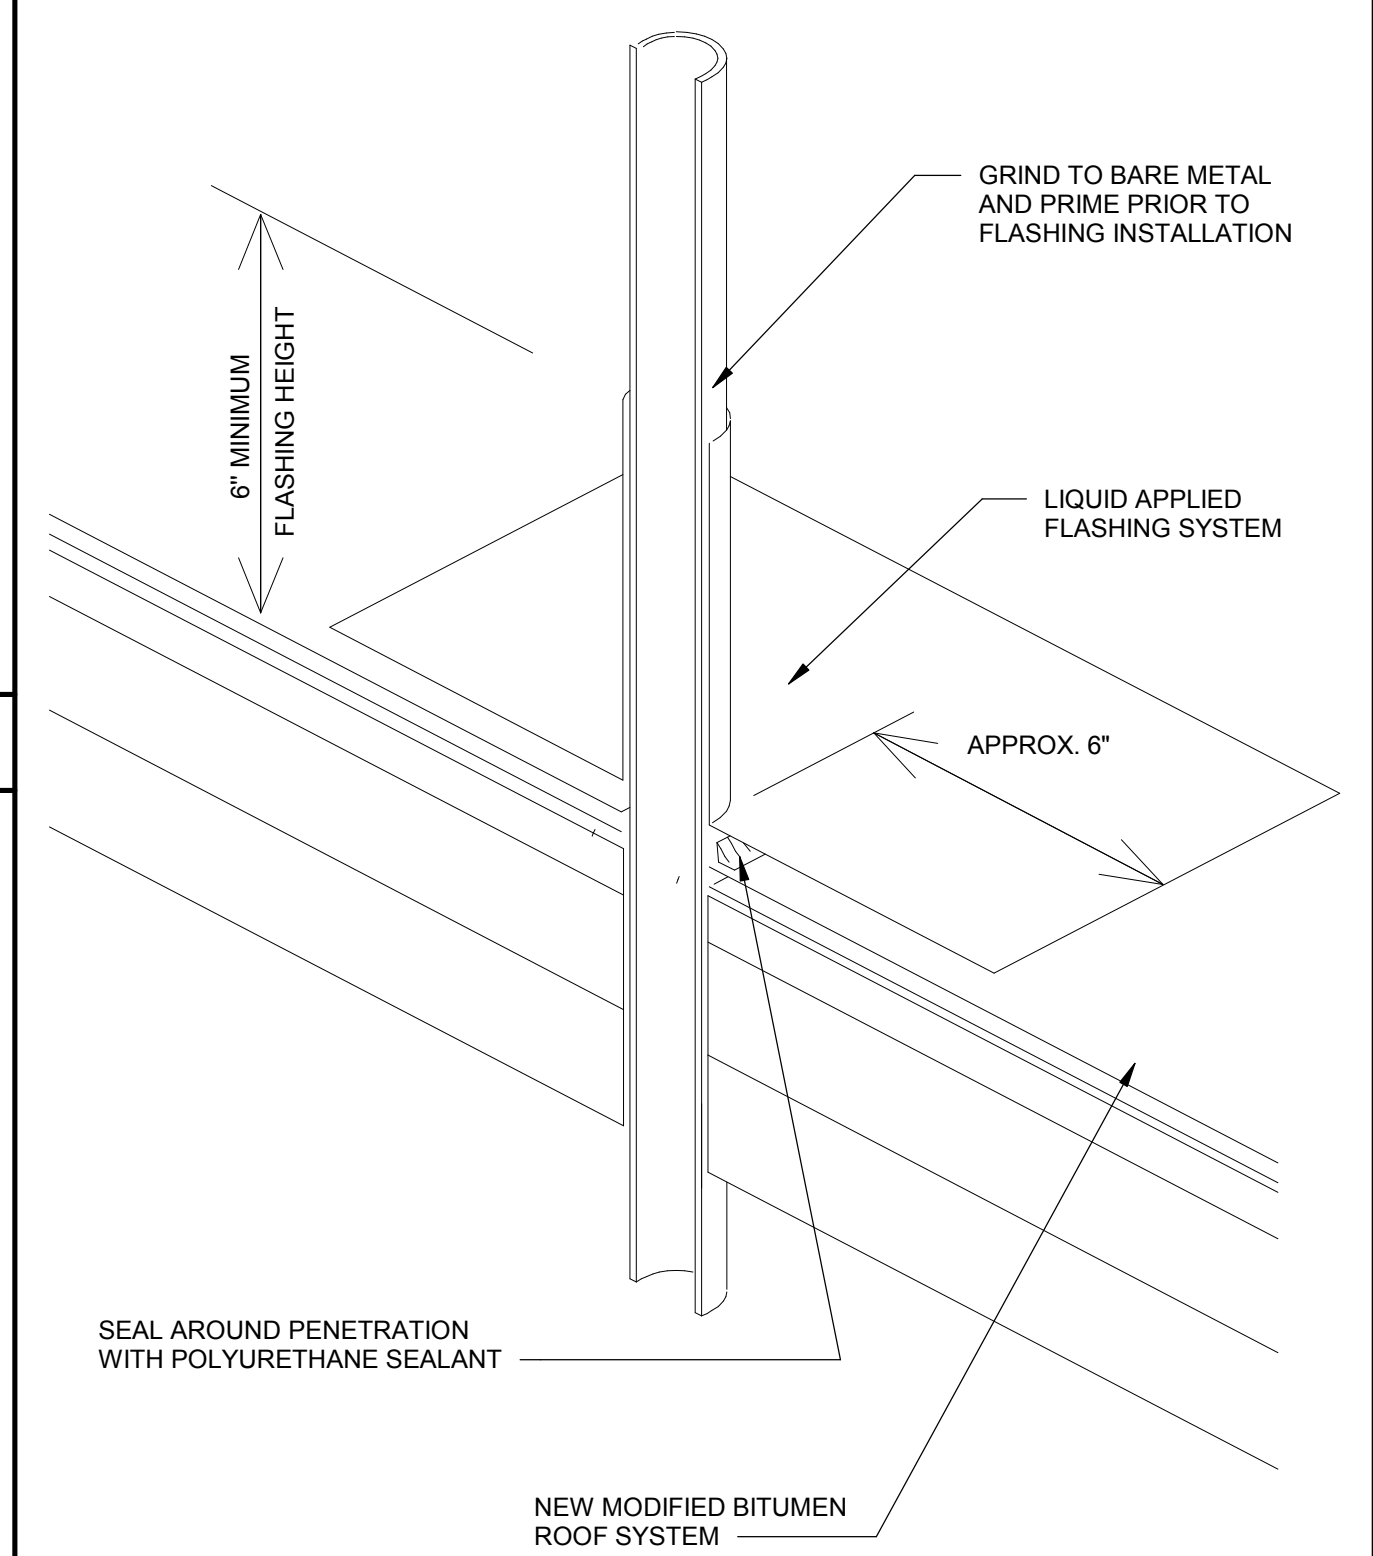 GRIND TO BARE METAL
AND PRIME PRIOR TO
FLASHING INSTALLATION
6" MINIMUM
FLASHING HEIGHT
LIQUID APPLIED
FLASHING SYSTEM
APPROX. 6"
SEAL AROUND PENETRATION
WITH POLYURETHANE SEALANT
NEW MODIFIED BITUMEN
ROOF SYSTEM